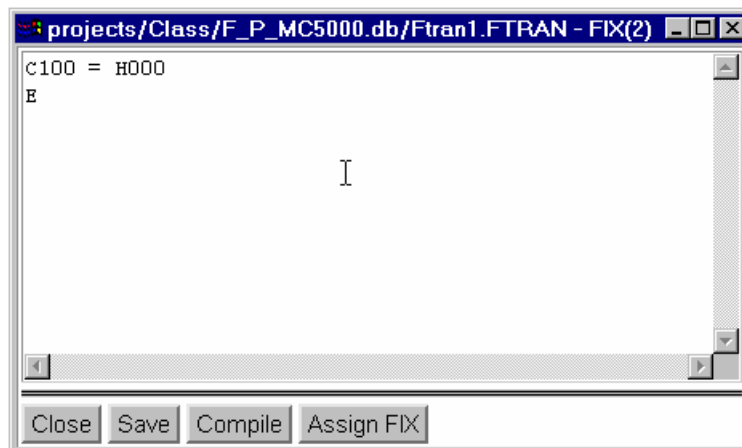 projects/Class/F_P_MC5000.db/Ftran1.FTRAN - FIX(2)
C100 = H000
E
Close Save Compile Assign FIX